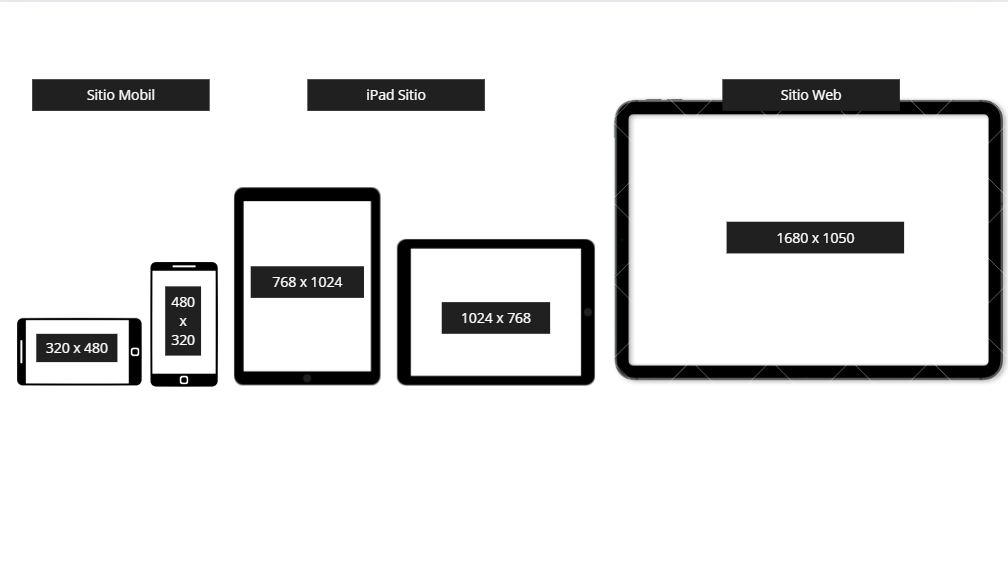 Sitio Mobil
iPad Sitio
Sitio Web
320 x 480
480
x
320
768 x 1024
1024 x 768
1680 x 1050